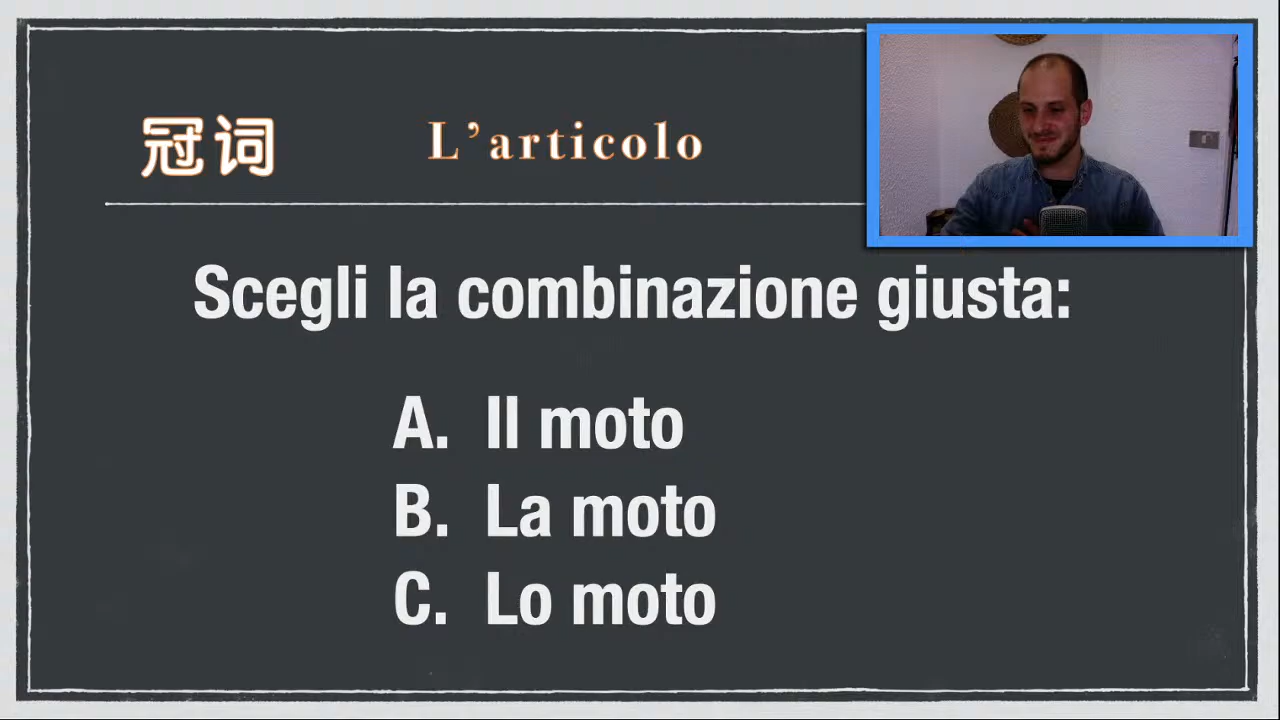 冠词 L’articolo
Scegli la combinazione giusta:
A. Il moto
B. La moto
C. Lo moto